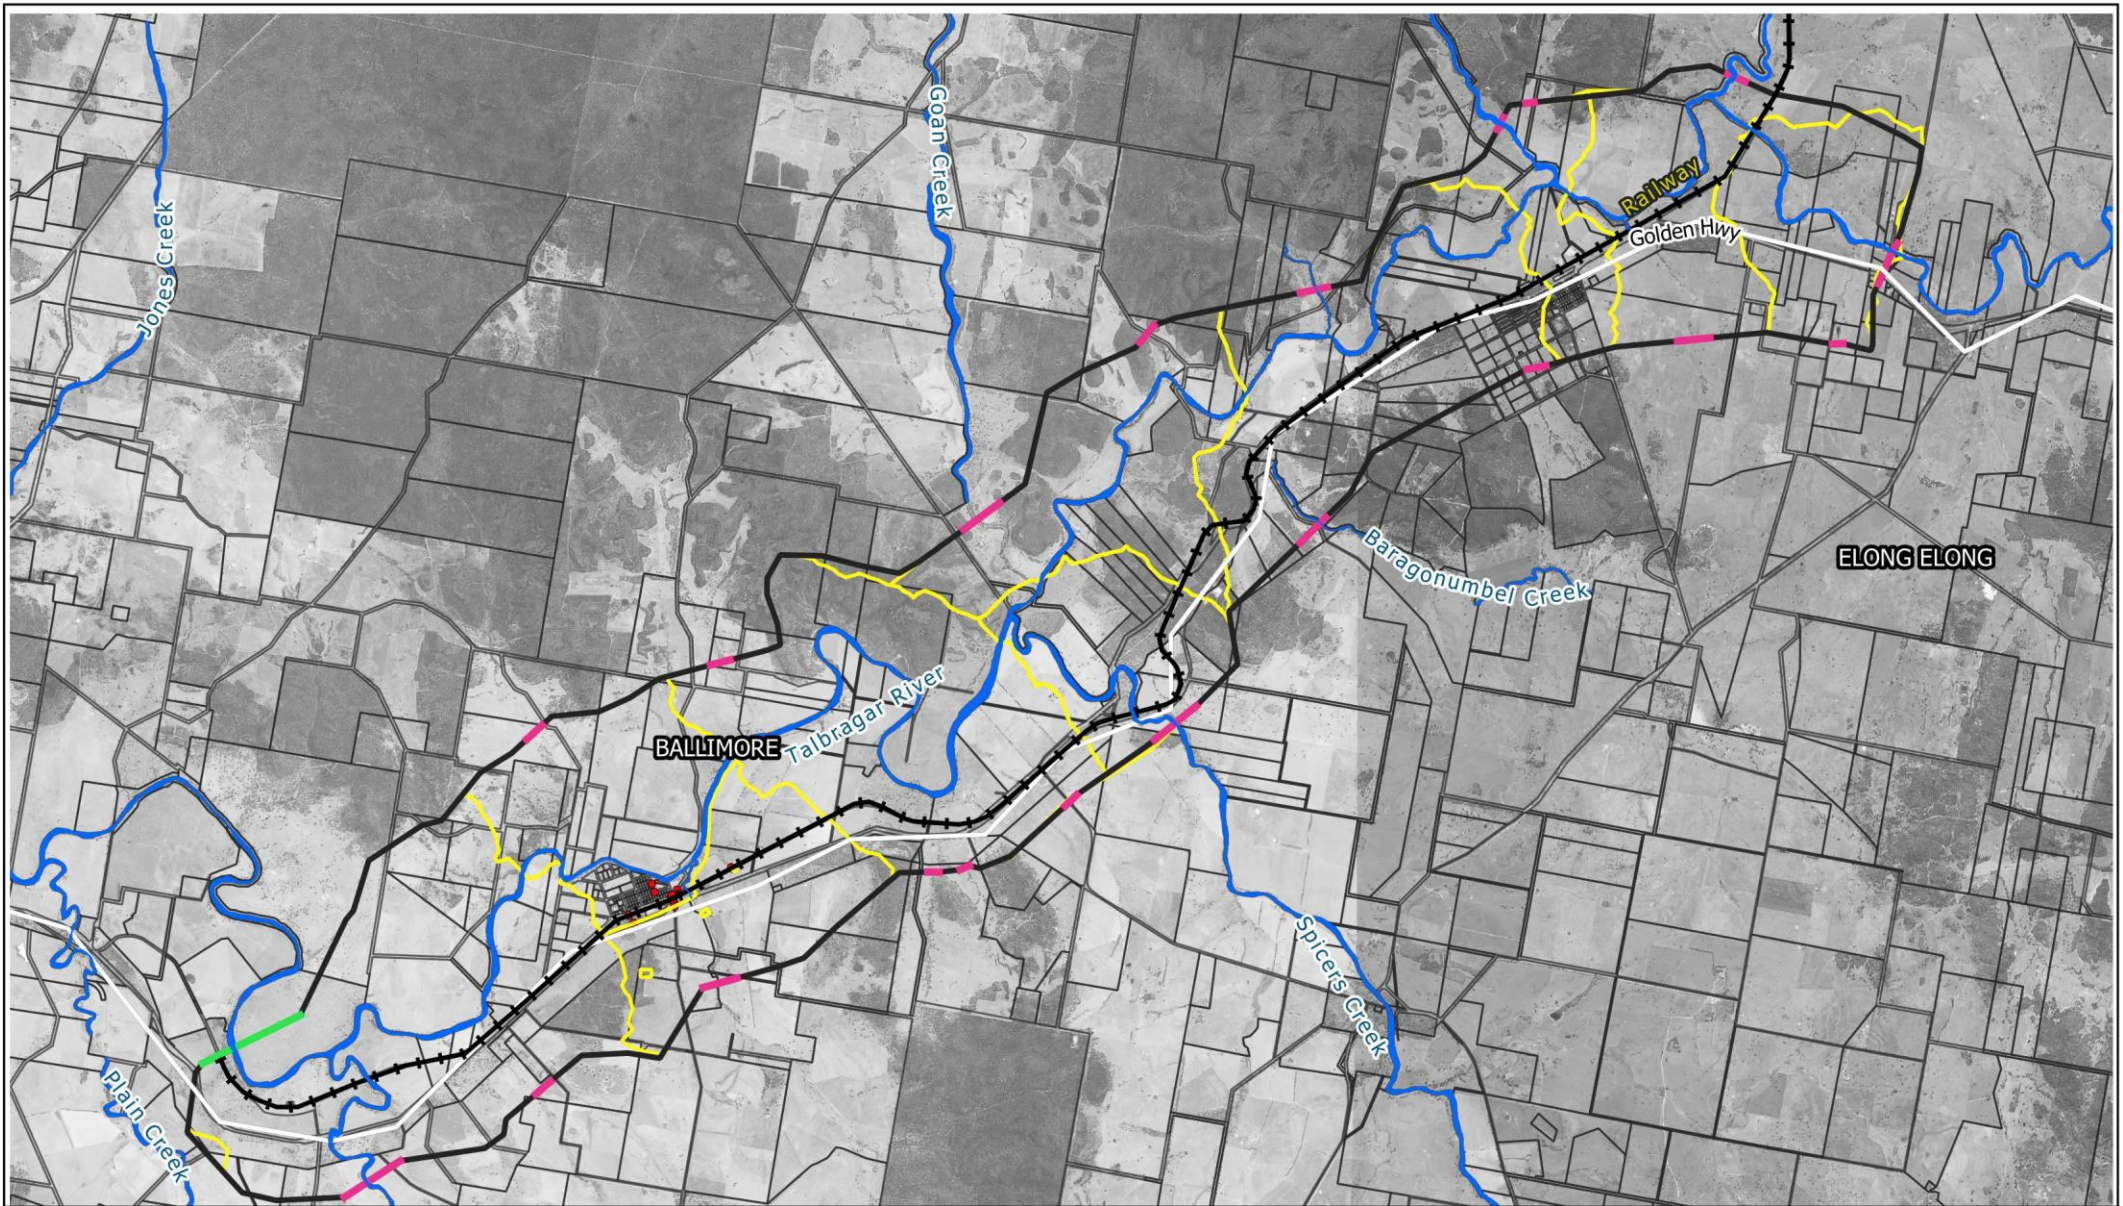 Goan Creek
Railway
Golden Hwy
Jones Creek
Baragonumbel Creek
ELONG ELONG
Talbragar River
BALLIMORE
Spicers Creek
Plain Creek